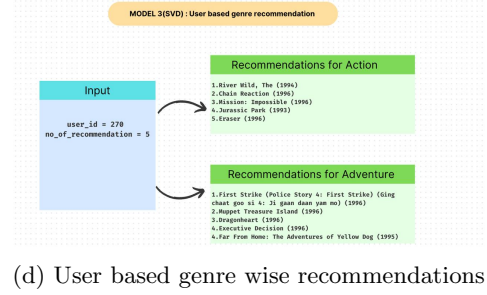 MODEL 3(SVD) : User based genre recommendation
Input
user_id = 270
no_of_recommendation = 5
Recommendations for Action
1.River Wild, The (1994)
2.Chain Reaction (1996)
3.Mission: Impossible (1996)
4.Jurassic Park (1993)
5.Eraser (1996)
Recommendations for Adventure
1.First Strike (Police Story 4: First Strike) (Ging
chaat goo si 4: Ji gaan daan yam mo) (1996)
2.Muppet Treasure Island (1996)
3.Dragonheart (1996)
4.Executive Decision (1996)
4.Far From Home: The Adventures of Yellow Dog (1995)
(d) User based genre wise recommendations